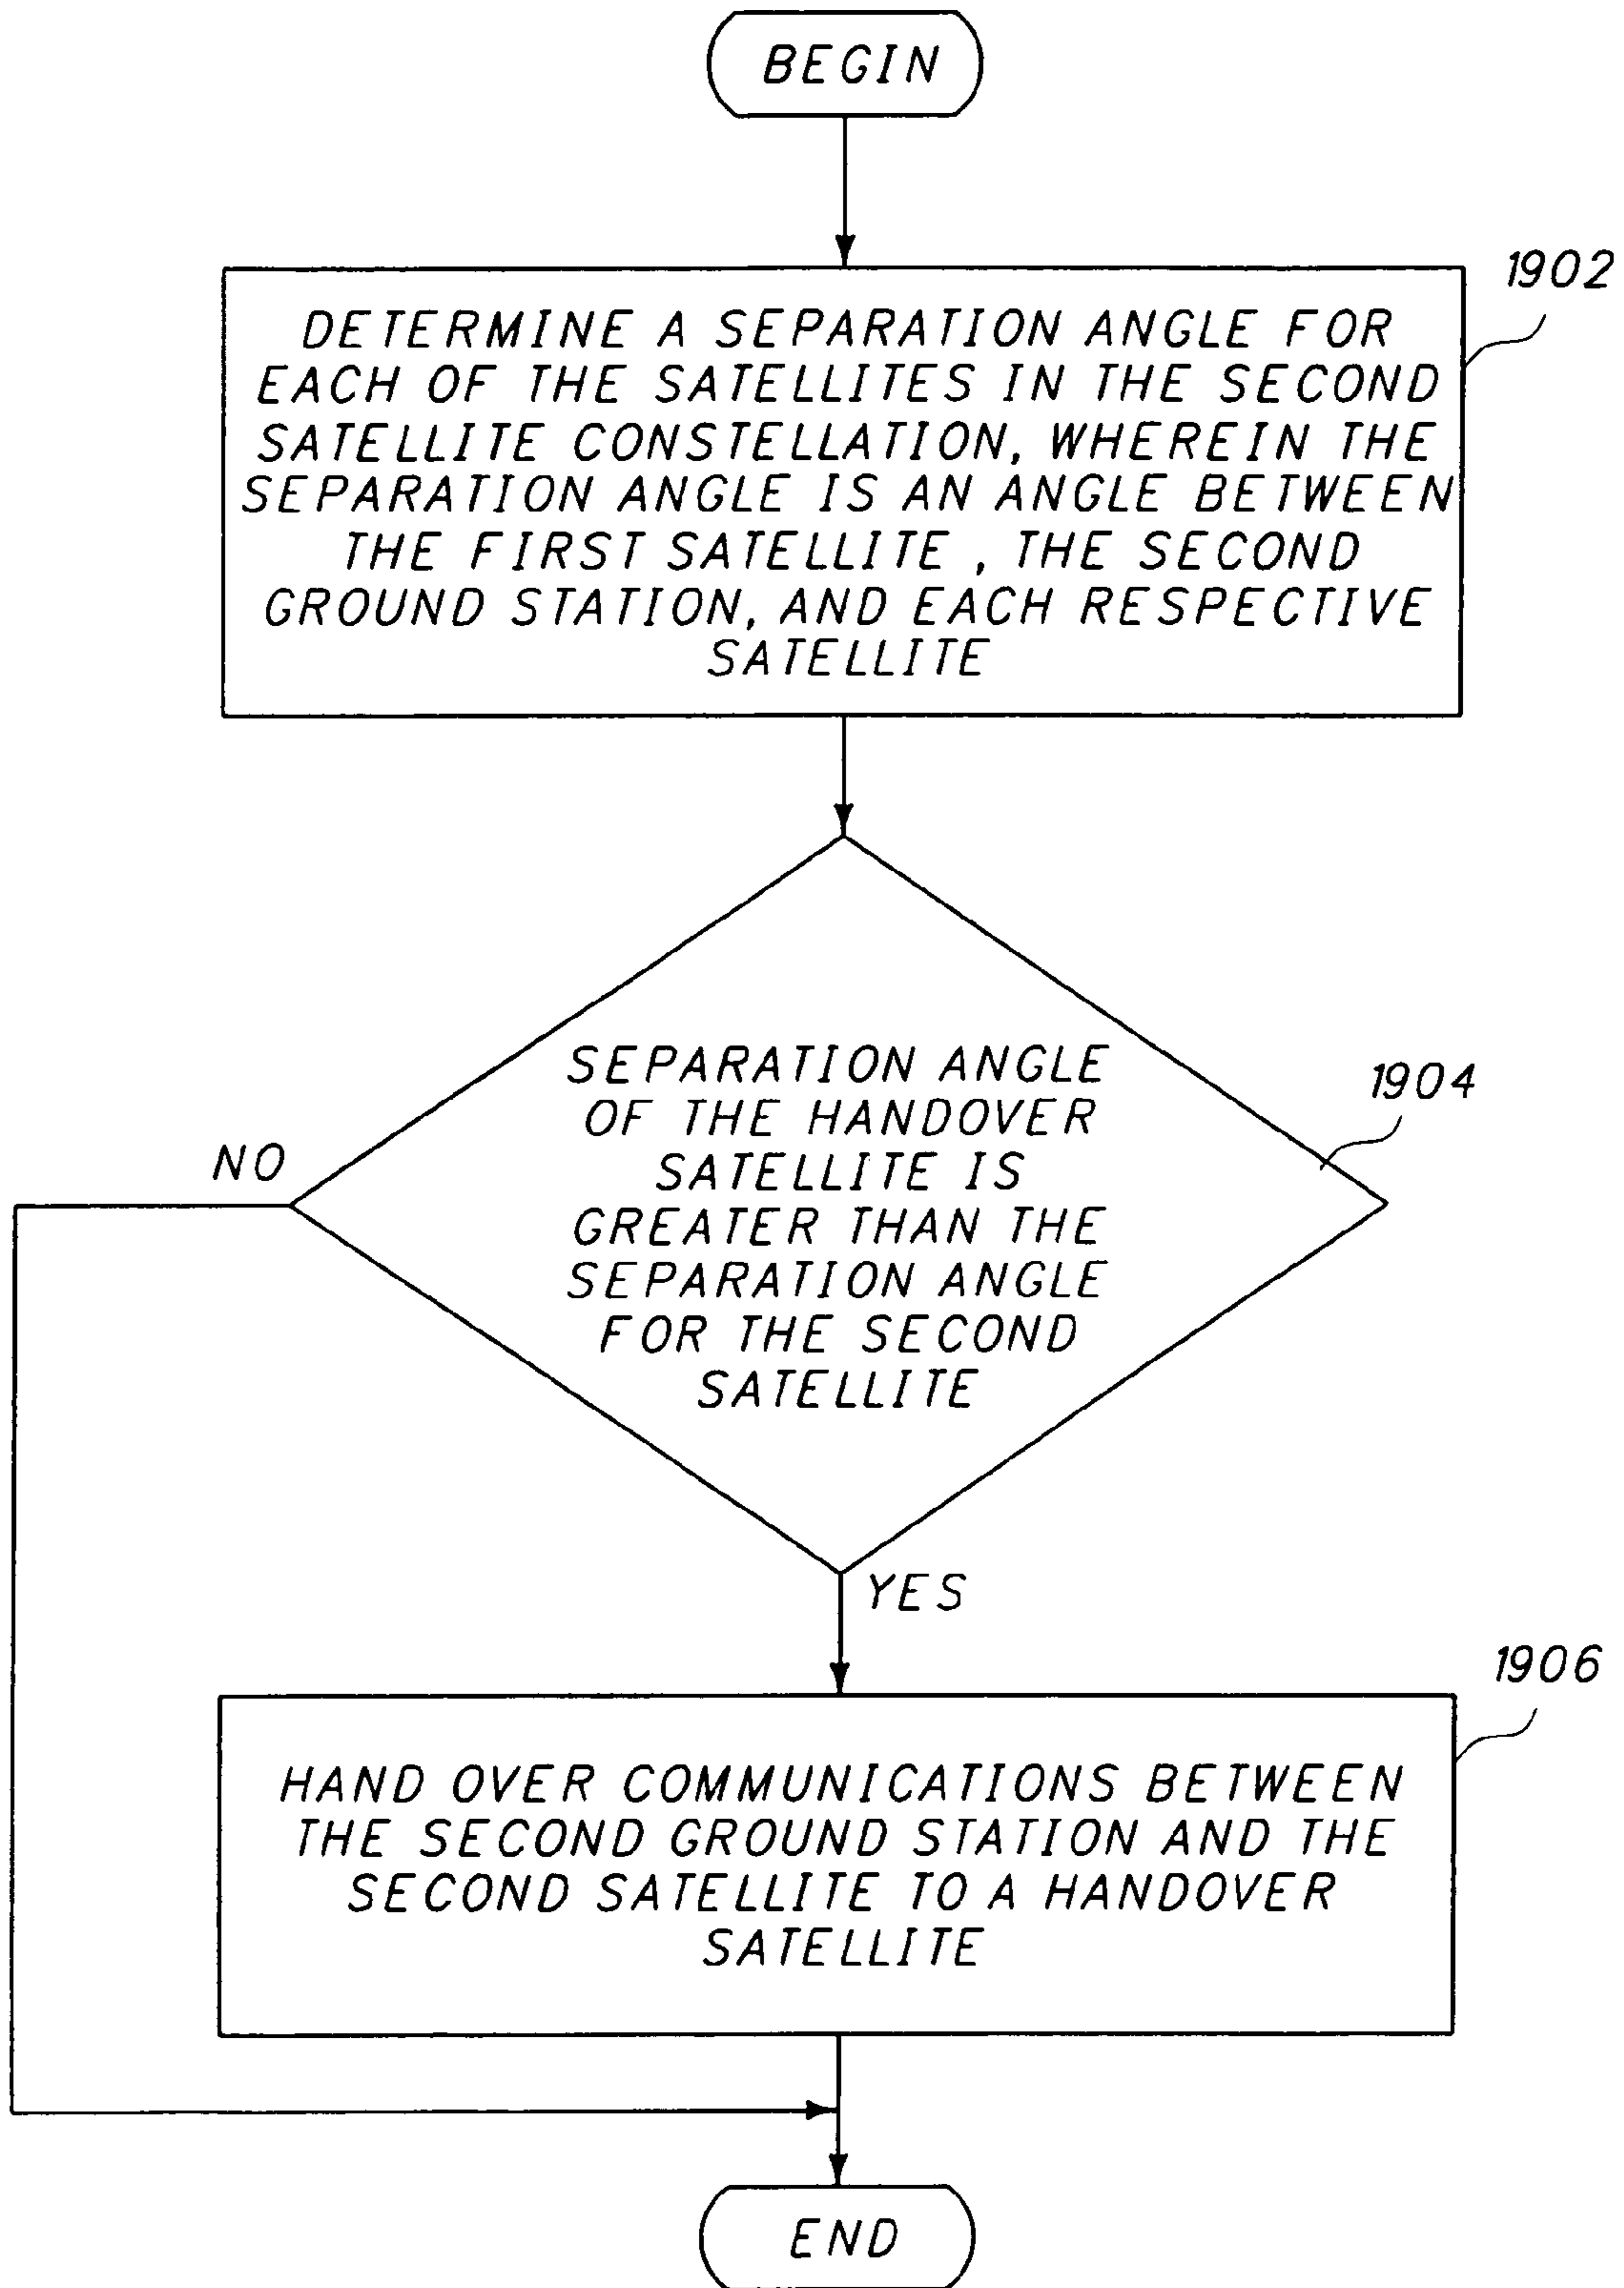 BEGIN
1902
DETERMINE A SEPARATION ANGLE FOR
EACH OF THE SATELLITES IN THE SECOND
SATELLITE CONSTELLATION, WHEREIN THE
SEPARATION ANGLE IS AN ANGLE BETWEEN
THE FIRST SATELLITE , THE SECOND
GROUND STATION, AND EACH RESPECTIVE
SATELLITE
SEPARATION ANGLE
OF THE HANDOVER
SATELLITE IS
GREATER THAN THE
SEPARATION ANGLE
FOR THE SECOND
SATELLITE
1904
NO
YES
1906
HAND OVER COMMUNICATIONS BETWEEN
THE SECOND GROUND STATION AND THE
SECOND SATELLITE TO A HANDOVER
SATELLITE
END